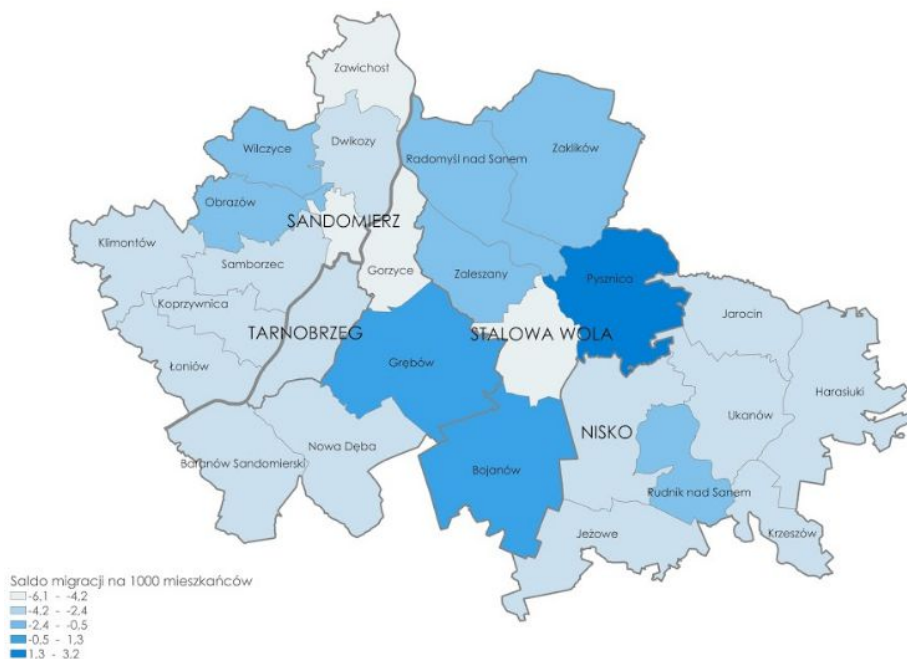 Zawichost
Dwikozy
Wilczyce
Radomyśl nad Sanem
Zaklików
Obrazów
SANDOMIERZ
Klimontów
Samborzec
Gorzyce
Zaleszany
Pysznica
Koprzywnica
TARNOBRZEG
STALOWA WOLA
Jarocin
Łoniów
Grębów
Harasiuki
Ukanów
NISKO
Nowa Dęba
Baranów Sandomierski
Bojanów
Rudnik nad Sanem
Jeżowe
Krzeszów
Saldo migracji na 1000 mieszkańców
-6,1 - -4,2
-4,2 - -2,4
-2,4 - -0,5
-0,5 - 1,3
1,3 - 3,2